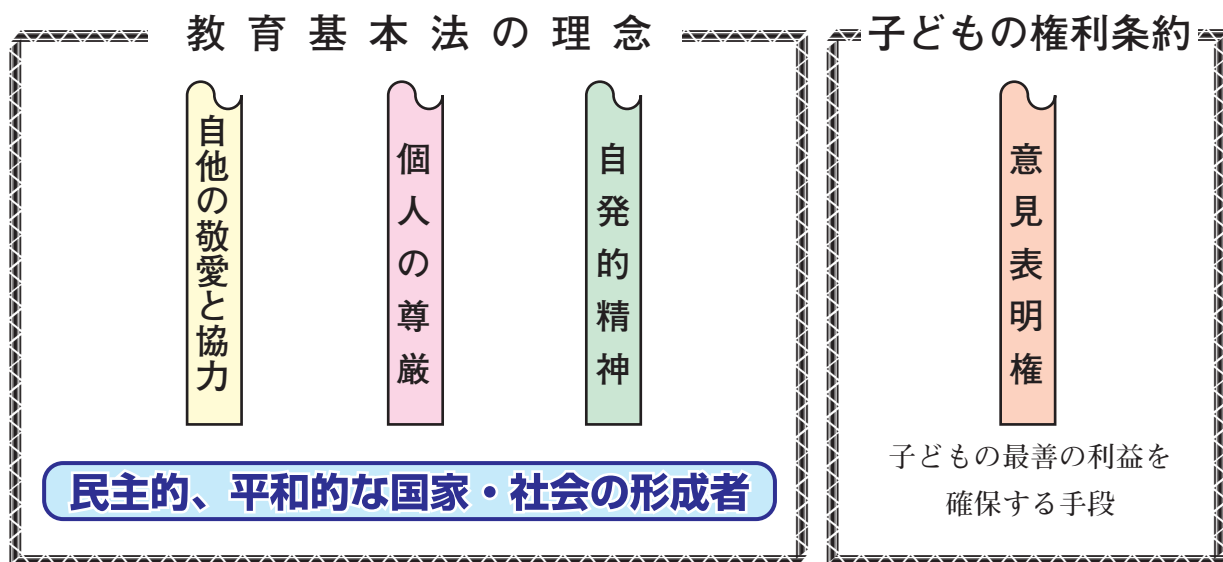 教育基本法の理念
自他の敬愛と協力
個人の尊厳
自発的精神
民主的、平和的な国家・社会の形成者
子どもの権利条約
意見表明権
子どもの最善の利益を
確保する手段